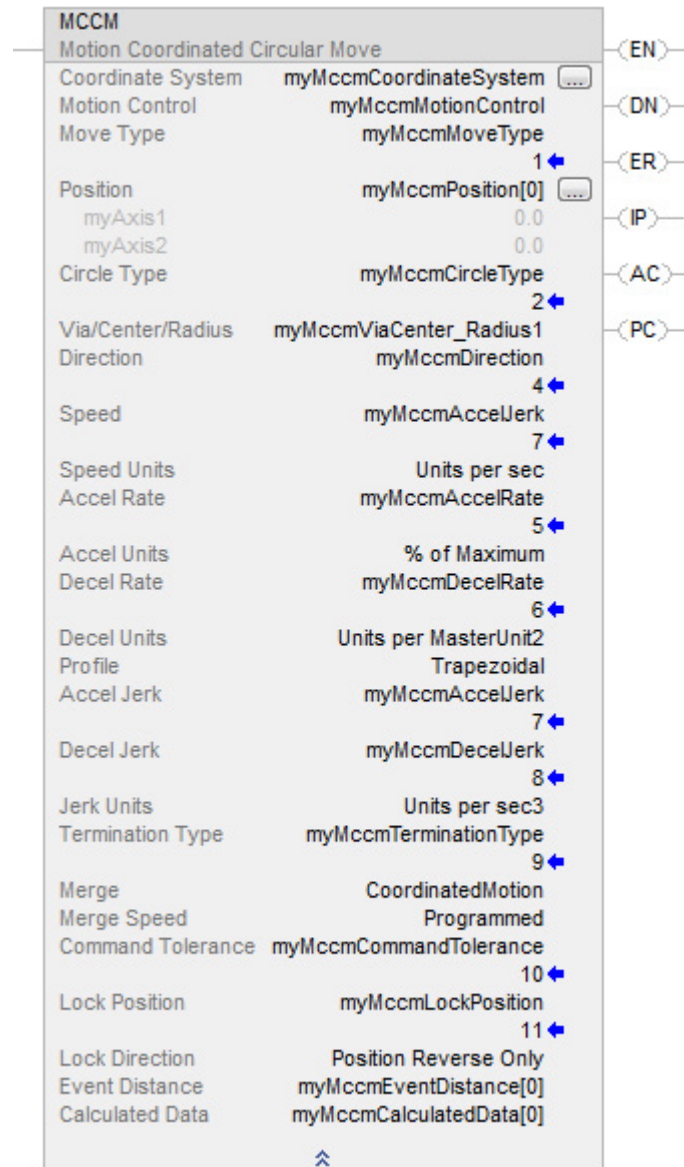 MCCM
Motion Coordinated Circular Move
EN
Coordinate System myMccmCoordinateSystem ...
Motion Control myMccmMotionControl
DN
Move Type myMccmMoveType
1
ER
Position myMccmPosition[0] ...
myAxis1 0.0
IP
myAxis2 0.0
Circle Type myMccmCircleType
AC
2
Via/Center/Radius myMccmViaCenter_Radius1
PC
Direction myMccmDirection
4
Speed myMccmAccelJerk
7
Speed Units Units per sec
Accel Rate myMccmAccelRate
5
Accel Units % of Maximum
Decel Rate myMccmDecelRate
6
Decel Units Units per MasterUnit2
Profile Trapezoidal
Accel Jerk myMccmAccelJerk
7
Decel Jerk myMccmDecelJerk
8
Jerk Units Units per sec3
Termination Type myMccmTerminationType
9
Merge CoordinatedMotion
Merge Speed Programmed
Command Tolerance myMccmCommandTolerance
10
Lock Position myMccmLockPosition
11
Lock Direction Position Reverse Only
Event Distance myMccmEventDistance[0]
Calculated Data myMccmCalculatedData[0]